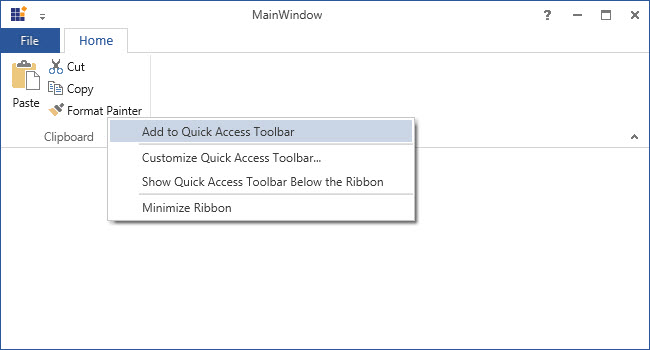 MainWindow
?
File
Home
Paste
Cut
Copy
Format Painter
Clipboard
Add to Quick Access Toolbar
Customize Quick Access Toolbar...
Show Quick Access Toolbar Below the Ribbon
Minimize Ribbon